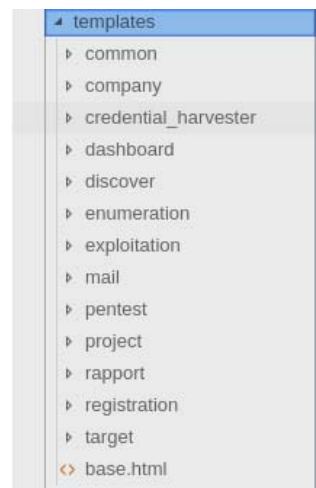 templates
common
company
credential_harvester
dashboard
discover
enumeration
exploitation
mail
pentest
project
rapport
registration
target
base.html